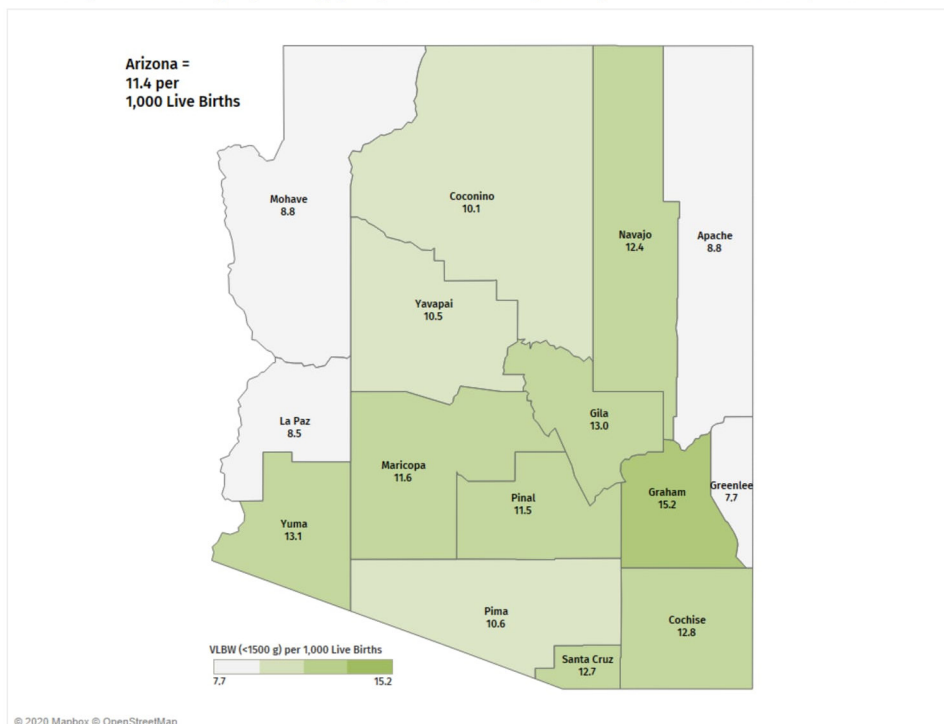 Arizona =
11.4 per
1,000 Live Births
Mohave
8.8
Coconino
10.1
Navajo
12.4
Apache
8.8
Yavapai
10.5
La Paz
8.5
Gila
13.0
Maricopa
11.6
Pinal
11.5
Graham
15.2
Greenlee
7.7
Yuma
13.1
Pima
10.6
Cochise
12.8
Santa Cruz
12.7
VLBW (<1500 g) per 1,000 Live Births
7.7 15.2
© 2020 Mapbox © OpenStreetMap